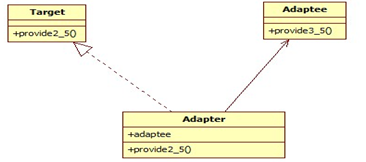 Target
+provide2_5()
Adaptee
+provide3_5()
Adapter
+adaptee
+provide2_5()